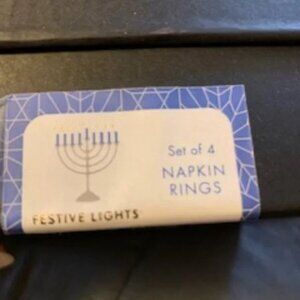 Set of 4
NAPKIN
RINGS
FESTIVE LIGHTS